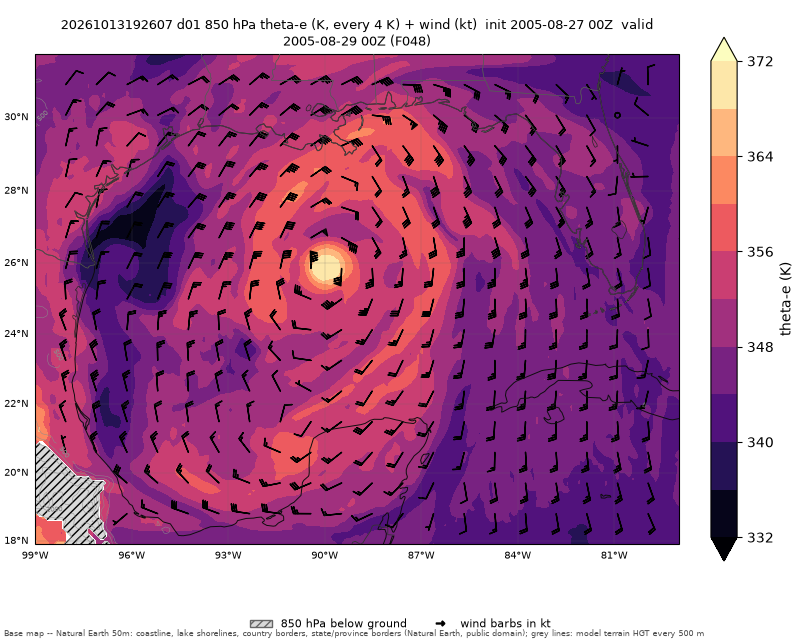 20261013192607 d01 850 hPa theta-e (K, every 4 K) + wind (kt)  init 2005-08-27 00Z  valid
2005-08-29 00Z (F048)
30°N
28°N
26°N
24°N
22°N
20°N
18°N
99°W 96°W 93°W 90°W 87°W 84°W 81°W
372
364
356
348
340
332
theta-e (K)
850 hPa below ground
wind barbs in kt
Base map -- Natural Earth 50m: coastline, lake shorelines, country borders, state/province borders (Natural Earth, public domain); grey lines: model terrain HGT every 500 m